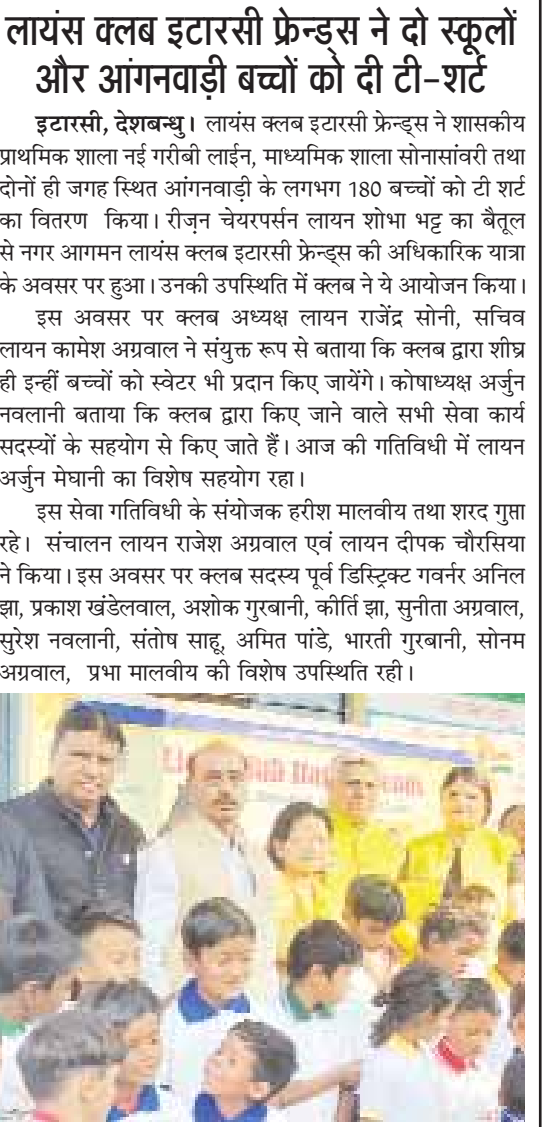 लायंस क्लब इटारसी फ्रेन्ड्स ने दो स्कूलों
और आंगनवाड़ी बच्चों को दी टी-शर्ट
इटारसी, देशबन्धु। लायंस क्लब इटारसी फ्रेन्ड्स ने शासकीय
प्राथमिक शाला नई गरीबी लाईन, माध्यमिक शाला सोनासांवरी तथा
दोनों ही जगह स्थित आंगनवाड़ी के लगभग 180 बच्चों को टी शर्ट
का वितरण किया। रीज़न चेयरपर्सन लायन शोभा भट्ट का बैतूल
से नगर आगमन लायंस क्लब इटारसी फ्रेन्ड्स की अधिकारिक यात्रा
के अवसर पर हुआ। उनकी उपस्थिति में क्लब ने ये आयोजन किया।
इस अवसर पर क्लब अध्यक्ष लायन राजेंद्र सोनी, सचिव
लायन कामेश अग्रवाल ने संयुक्त रूप से बताया कि क्लब द्वारा शीघ्र
ही इन्हीं बच्चों को स्वेटर भी प्रदान किए जायेंगे। कोषाध्यक्ष अर्जुन
नवलानी बताया कि क्लब द्वारा किए जाने वाले सभी सेवा कार्य
सदस्यों के सहयोग से किए जाते हैं। आज की गतिविधी में लायन
अर्जुन मेघानी का विशेष सहयोग रहा।
इस सेवा गतिविधी के संयोजक हरीश मालवीय तथा शरद गुप्ता
रहे। संचालन लायन राजेश अग्रवाल एवं लायन दीपक चौरसिया
ने किया। इस अवसर पर क्लब सदस्य पूर्व डिस्ट्रिक्ट गवर्नर अनिल
झा, प्रकाश खंडेलवाल, अशोक गुरबानी, कीर्ति झा, सुनीता अग्रवाल,
सुरेश नवलानी, संतोष साहू, अमित पांडे, भारती गुरबानी, सोनम
अग्रवाल, प्रभा मालवीय की विशेष उपस्थिति रही।